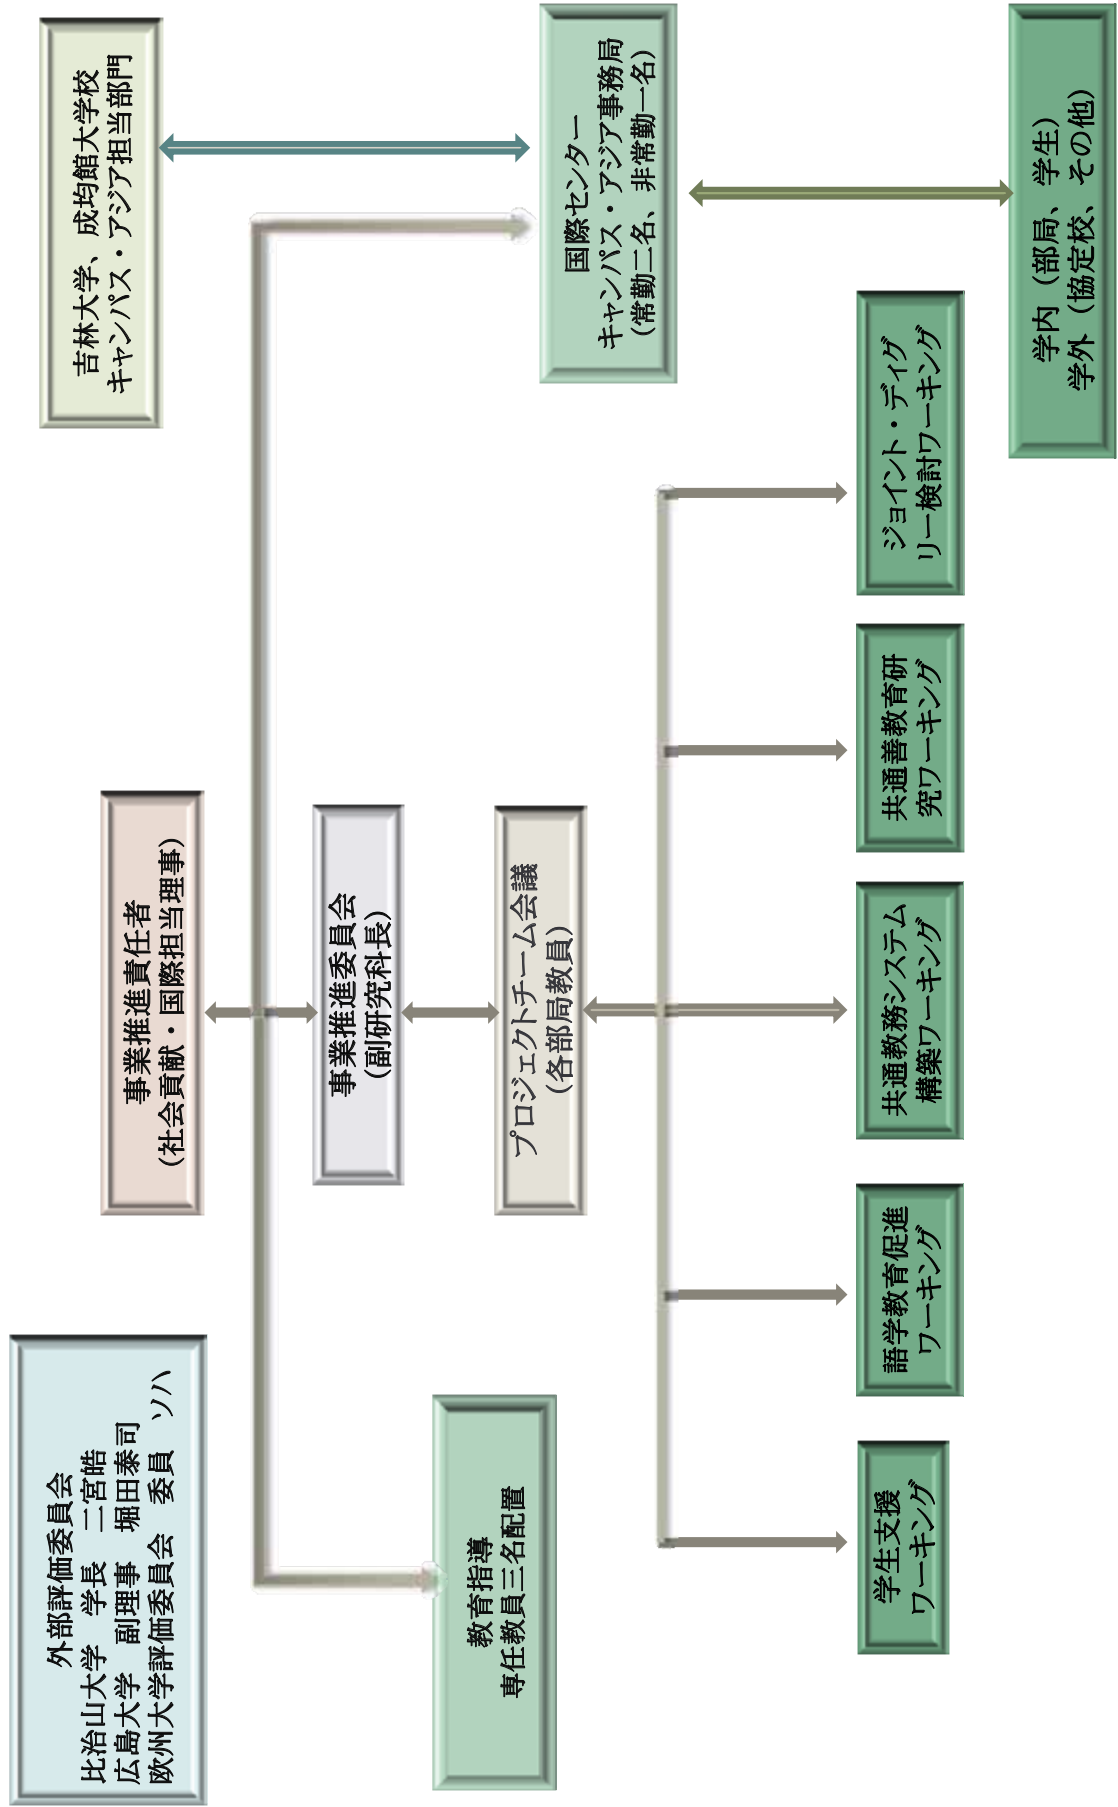 外部評価委員会
比治山大学 学長 二宮皓
広島大学 副理事 堀田泰司
欧州大学評価委員会 委員 ソハ
事業推進責任者
（社会貢献・国際担当理事）
吉林大学、成均館大学校
キャンパス・アジア担当部門
事業推進委員会
（副研究科長）
教育指導
専任教員三名配置
プロジェクトチーム会議
（各部局教員）
国際センター
キャンパス・アジア事務局
（常勤二名、非常勤一名）
学生支援
ワーキング
語学教育促進
ワーキング
共通教務システム
構築ワーキング
共通善教育研
究ワーキング
ジョイント・ディグ
リー検討ワーキング
学内（部局、学生）
学外（協定校、その他）